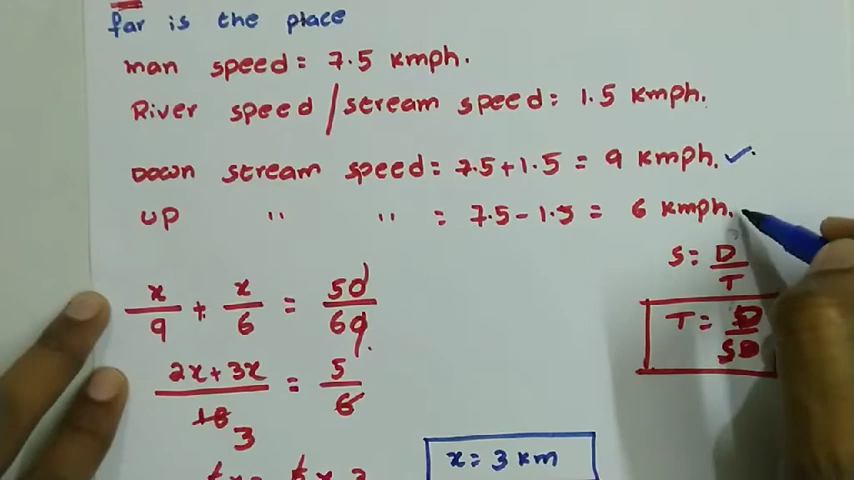 far is the place
man speed = 7.5 kmph.
River speed / stream speed = 1.5 kmph.
Down stream speed = 7.5+1.5 = 9 kmph. ✓
up " " = 7.5-1.5 = 6 kmph.
S = D/T
x/9 + x/6 = 50/60
T = D/S
2x+3x/18 = 5/6
3
x = 3 km